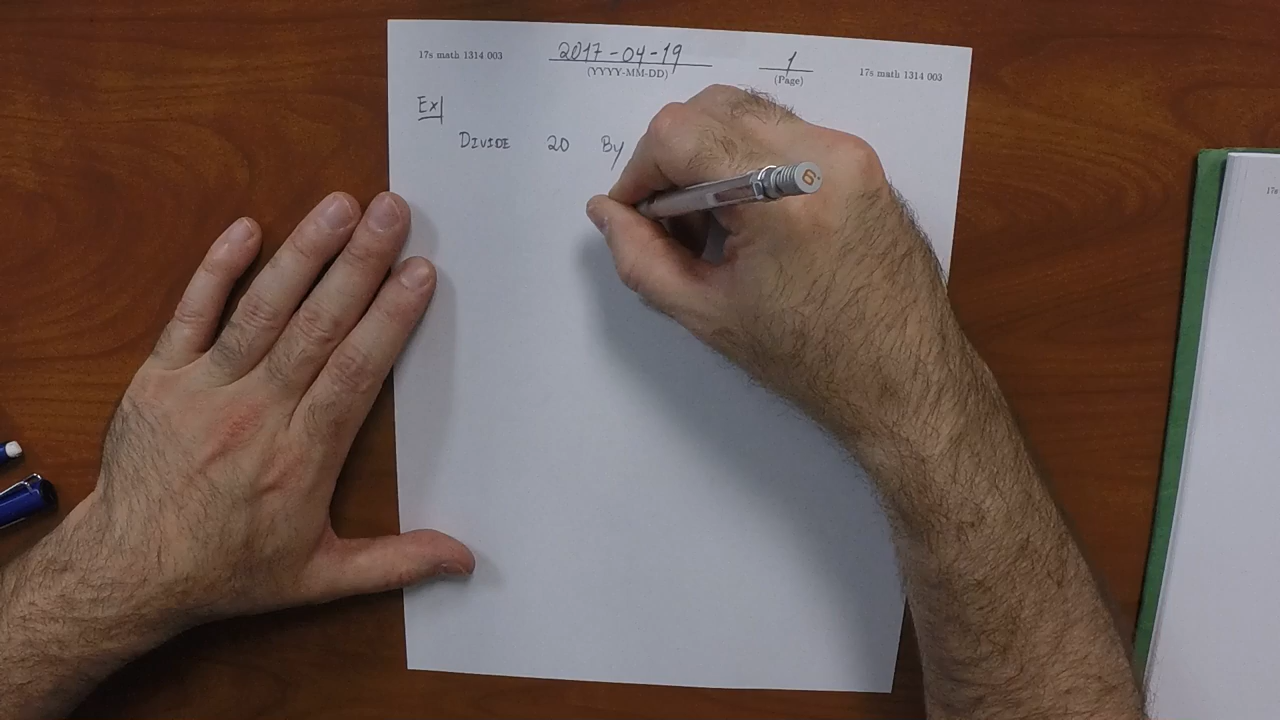 17s math 1314 003 2017-04-19 1 17s math 1314 003
(YYYY-MM-DD) (Page)
Ex
DIVIDE 20 By
17s